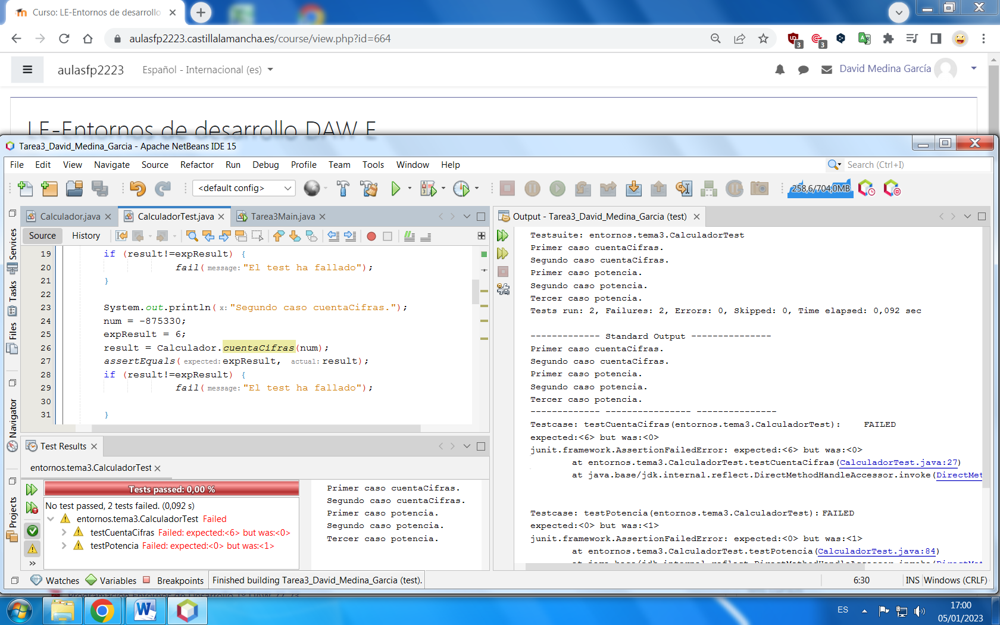 Curso: LE-Entornos de desarrollo
aulasfp2223.castillalamancha.es/course/view.php?id=664
3
3
aulasfp2223
Español - Internacional (es)
David Medina García
LE-Entornos de desarrollo DAW E
Tarea3_David_Medina_Garcia - Apache NetBeans IDE 15
File Edit View Navigate Source Refactor Run Debug Profile Team Tools Window Help
Search (Ctrl+I)
<default config>
258,6/704,0MB
Calculador.java
CalculadorTest.java
Tarea3Main.java
Source
History
19 if (result!=expResult) {
20 fail(message:"El test ha fallado");
21 }
22
23 System.out.println(x:"Segundo caso cuentaCifras.");
24 num = -875330;
25 expResult = 6;
26 result = Calculador.cuentaCifras(num);
27 assertEquals(expected:expResult, actual:result);
28 if (result!=expResult) {
29 fail(message:"El test ha fallado");
30
31 }
Services
Tasks
Files
Navigator
Projects
Test Results
entornos.tema3.CalculadorTest
Tests passed: 0,00 %
No test passed, 2 tests failed. (0,092 s)
entornos.tema3.CalculadorTest Failed
testCuentaCifras Failed: expected:<6> but was:<0>
testPotencia Failed: expected:<0> but was:<1>
Primer caso cuentaCifras.
Segundo caso cuentaCifras.
Primer caso potencia.
Segundo caso potencia.
Tercer caso potencia.
Output - Tarea3_David_Medina_Garcia (test)
Testsuite: entornos.tema3.CalculadorTest
Primer caso cuentaCifras.
Segundo caso cuentaCifras.
Primer caso potencia.
Segundo caso potencia.
Tercer caso potencia.
Tests run: 2, Failures: 2, Errors: 0, Skipped: 0, Time elapsed: 0,092 sec
------------- Standard Output ---------------
Primer caso cuentaCifras.
Segundo caso cuentaCifras.
Primer caso potencia.
Segundo caso potencia.
Tercer caso potencia.
------------- ---------------- ---------------
Testcase: testCuentaCifras(entornos.tema3.CalculadorTest): FAILED
expected:<6> but was:<0>
junit.framework.AssertionFailedError: expected:<6> but was:<0>
at entornos.tema3.CalculadorTest.testCuentaCifras(CalculadorTest.java:27)
at java.base/jdk.internal.reflect.DirectMethodHandleAccessor.invoke(DirectMet
Testcase: testPotencia(entornos.tema3.CalculadorTest): FAILED
expected:<0> but was:<1>
junit.framework.AssertionFailedError: expected:<0> but was:<1>
at entornos.tema3.CalculadorTest.testPotencia(CalculadorTest.java:84)
at java.base/jdk.internal.reflect.DirectMethodHandleAccessor.invoke(DirectMet
Watches
Variables
Breakpoints
Finished building Tarea3_David_Medina_Garcia (test).
6:30
INS
Windows (CRLF)
ES
17:00
05/01/2023